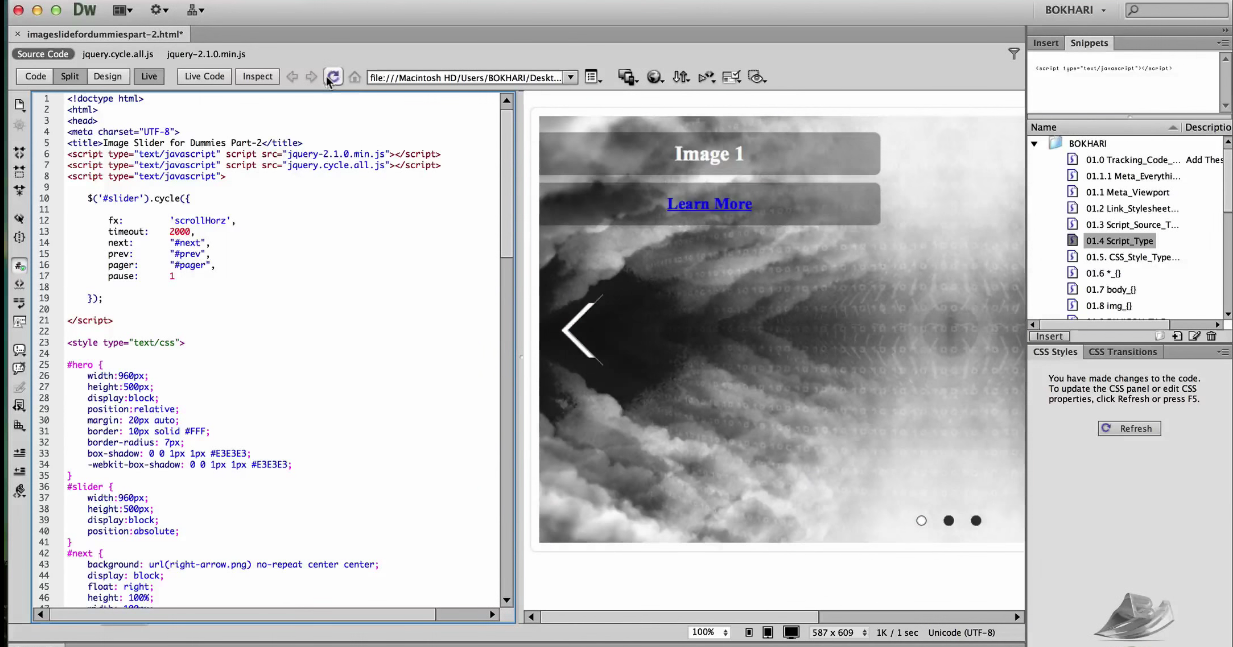 Dw
BOKHARI
imageslidefordummiespart-2.html*
Source Code jquery.cycle.all.js jquery-2.1.0.min.js
Code Split Design Live Live Code Inspect file:///Macintosh HD/Users/BOKHARI/Deskt...
1 <!doctype html>
2 <html>
3 <head>
4 <meta charset="UTF-8">
5 <title>Image Slider for Dummies Part-2</title>
6 <script type="text/javascript" script src="jquery-2.1.0.min.js"></script>
7 <script type="text/javascript" script src="jquery.cycle.all.js"></script>
8 <script type="text/javascript">
9
10 $('#slider').cycle({
11
12 fx: 'scrollHorz',
13 timeout: 2000,
14 next: "#next",
15 prev: "#prev",
16 pager: "#pager",
17 pause: 1
18
19 });
20
21 </script>
22
23 <style type="text/css">
24
25 #hero {
26 width:960px;
27 height:500px;
28 display:block;
29 position:relative;
30 margin: 20px auto;
31 border: 10px solid #FFF;
32 border-radius: 7px;
33 box-shadow: 0 0 1px 1px #E3E3E3;
34 -webkit-box-shadow: 0 0 1px 1px #E3E3E3;
35 }
36 #slider {
37 width:960px;
38 height:500px;
39 display:block;
40 position:absolute;
41 }
42 #next {
43 background: url(right-arrow.png) no-repeat center center;
44 display: block;
45 float: right;
46 height: 100%;
Image 1
Learn More
100% 587 x 609 1K / 1 sec Unicode (UTF-8)
Insert Snippets
<script type="text/javascript"></script>
Name Descriptio
BOKHARI
01.0 Tracking_Code_... Add Thes
01.1.1 Meta_Everythi...
01.1 Meta_Viewport
01.2 Link_Stylesheet...
01.3 Script_Source_T...
01.4 Script_Type
01.5. CSS_Style_Type...
01.6 *_{}
01.7 body_{}
01.8 img_{}
Insert
CSS Styles CSS Transitions
You have made changes to the code.
To update the CSS panel or edit CSS
properties, click Refresh or press F5.
Refresh